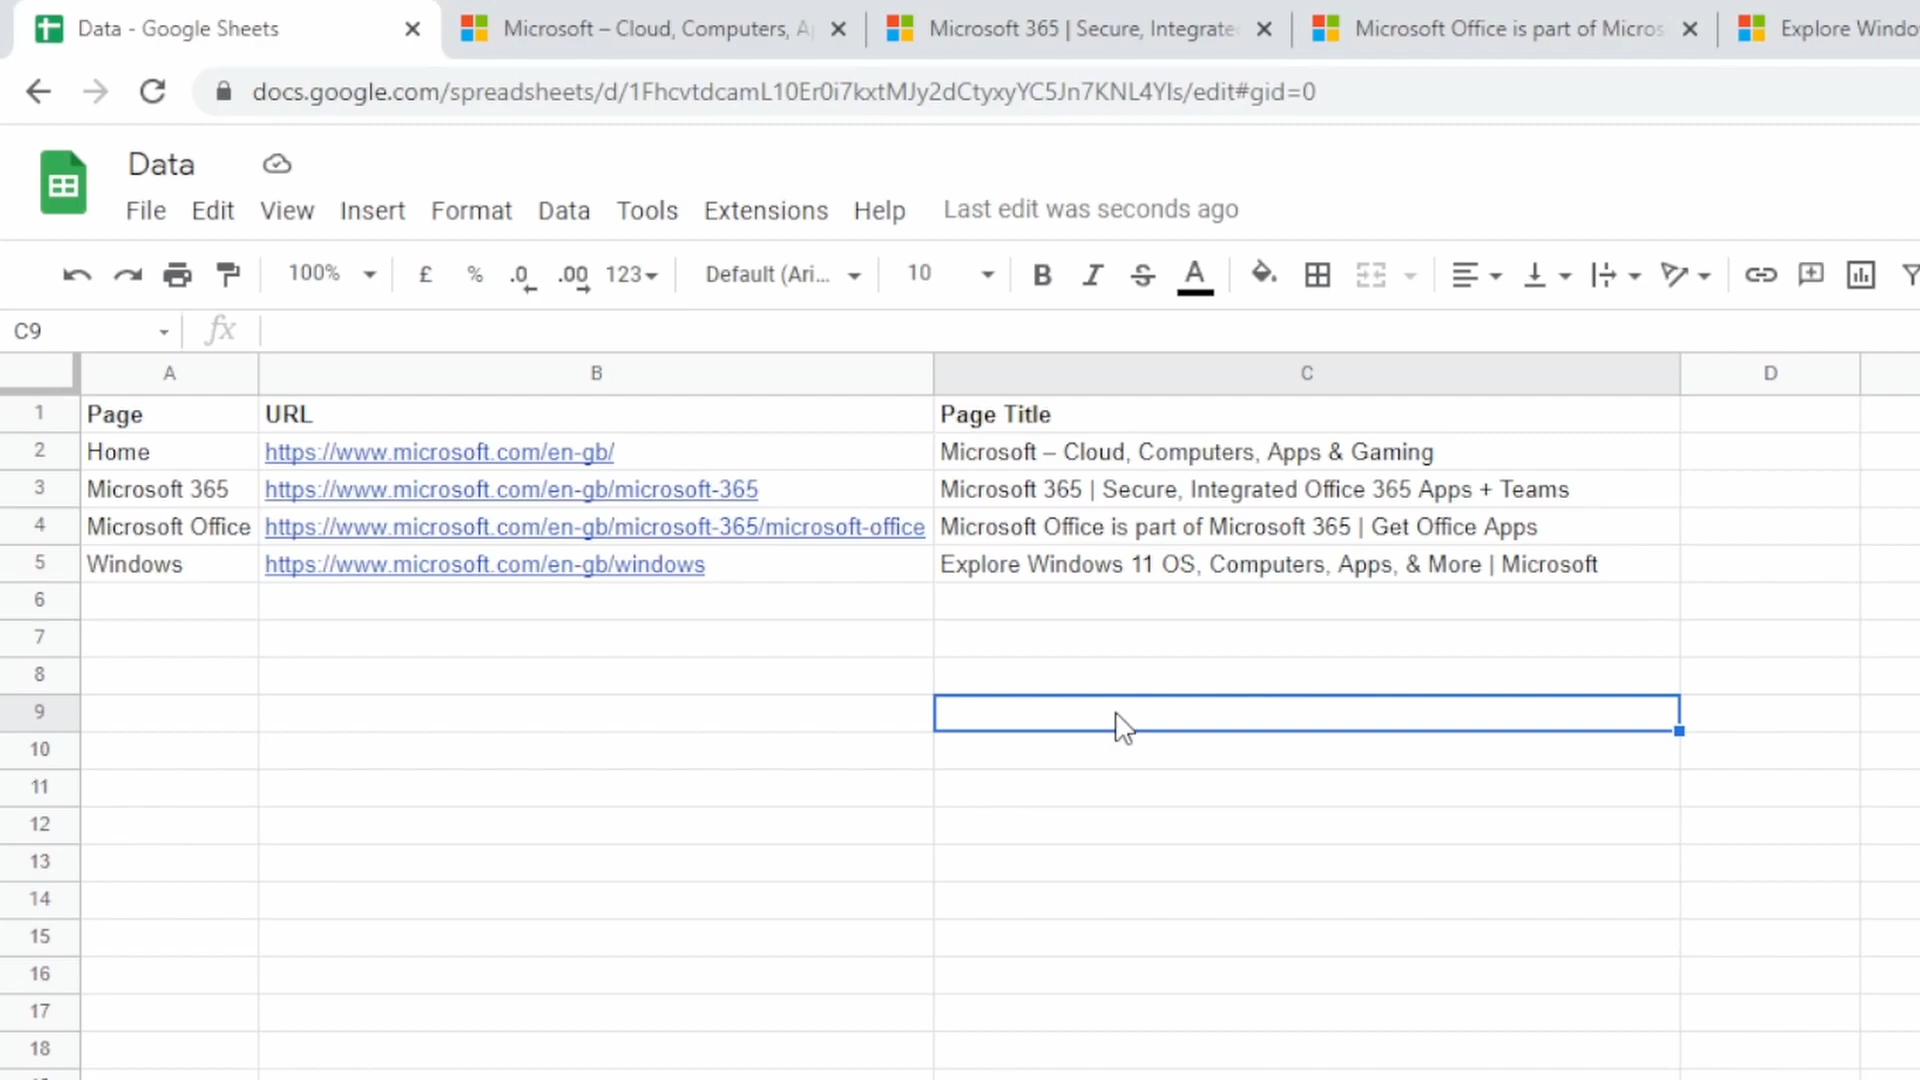 Data - Google Sheets
Microsoft – Cloud, Computers, A
Microsoft 365 | Secure, Integrate
Microsoft Office is part of Micros
Explore Windo
docs.google.com/spreadsheets/d/1FhcvtdcamL10Er0i7kxtMJy2dCtyxyYC5Jn7KNL4YIs/edit#gid=0
Data
File Edit View Insert Format Data Tools Extensions Help Last edit was seconds ago
100% £ % .0 .00 123 Default (Ari... 10 B I S A
C9 fx
A B C D
1 Page URL Page Title
2 Home https://www.microsoft.com/en-gb/ Microsoft – Cloud, Computers, Apps & Gaming
3 Microsoft 365 https://www.microsoft.com/en-gb/microsoft-365 Microsoft 365 | Secure, Integrated Office 365 Apps + Teams
4 Microsoft Office https://www.microsoft.com/en-gb/microsoft-365/microsoft-office Microsoft Office is part of Microsoft 365 | Get Office Apps
5 Windows https://www.microsoft.com/en-gb/windows Explore Windows 11 OS, Computers, Apps, & More | Microsoft
6
7
8
9
10
11
12
13
14
15
16
17
18